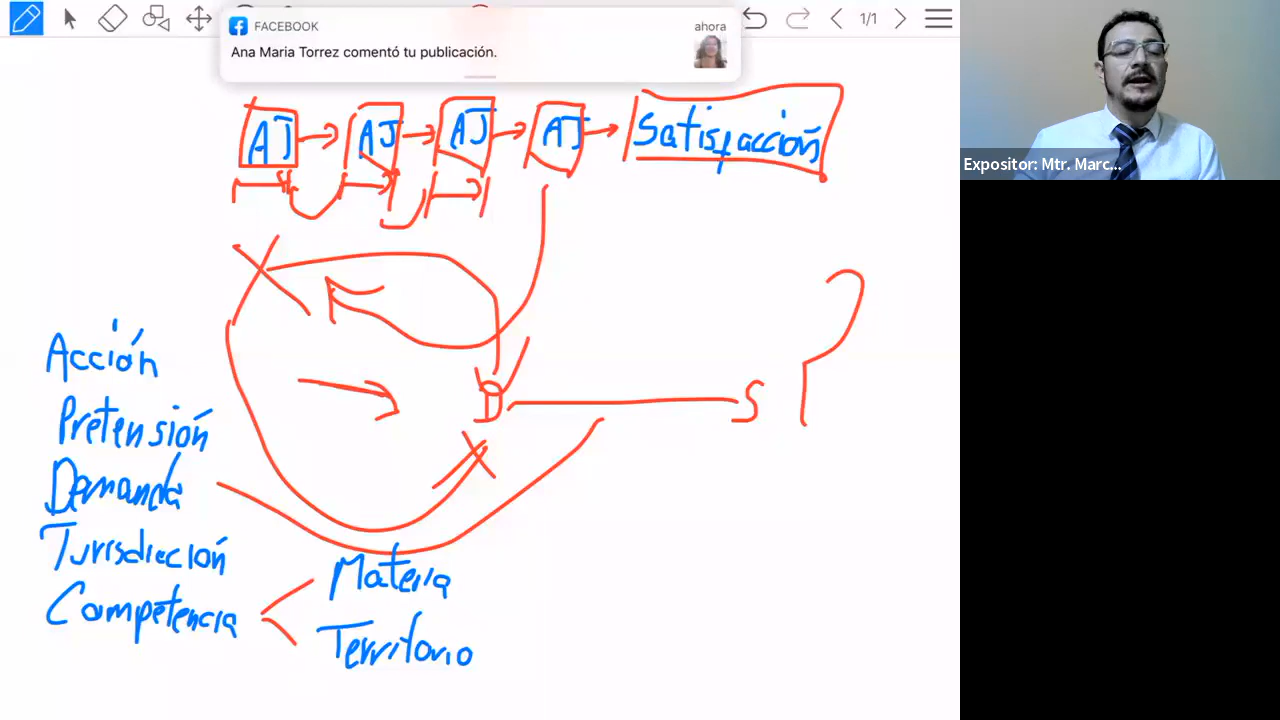 1/1
FACEBOOK
ahora
Ana Maria Torrez comentó tu publicación.
AJ AJ AJ AJ Satisfacción
Expositor: Mtr. Marc...
Acción
Pretensión
D S
Demanda
Jurisdicción
Competencia
Materia
Territorio